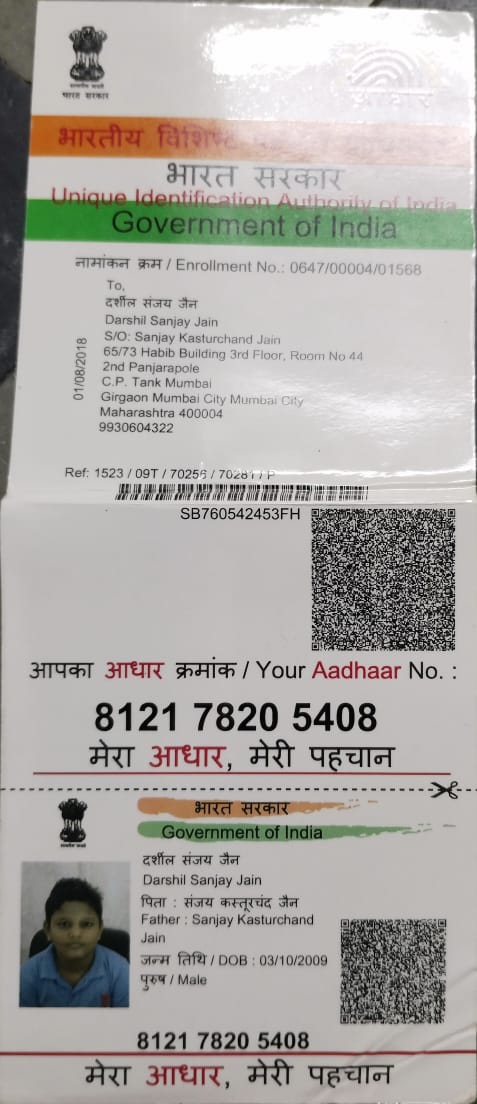 भारत सरकार
आधार
भारतीय विशिष्ट
भारत सरकार
Unique Identification Authority of India
Government of India
नामांकन क्रम / Enrollment No.: 0647/00004/01568
To,
दर्शील संजय जैन
Darshil Sanjay Jain
S/O: Sanjay Kasturchand Jain
65/73 Habib Building 3rd Floor, Room No 44
2nd Panjarapole
C.P. Tank Mumbai
Girgaon Mumbai City Mumbai City
Maharashtra 400004
9930604322
01/08/2018
Ref: 1523 / 09T / 70256 / 70281 / P
SB760542453FH
आपका आधार क्रमांक / Your Aadhaar No. :
8121 7820 5408
मेरा आधार, मेरी पहचान
भारत सरकार
Government of India
दर्शील संजय जैन
Darshil Sanjay Jain
पिता : संजय कस्तूरचंद जैन
Father : Sanjay Kasturchand
Jain
जन्म तिथि / DOB : 03/10/2009
पुरुष / Male
8121 7820 5408
मेरा आधार, मेरी पहचान